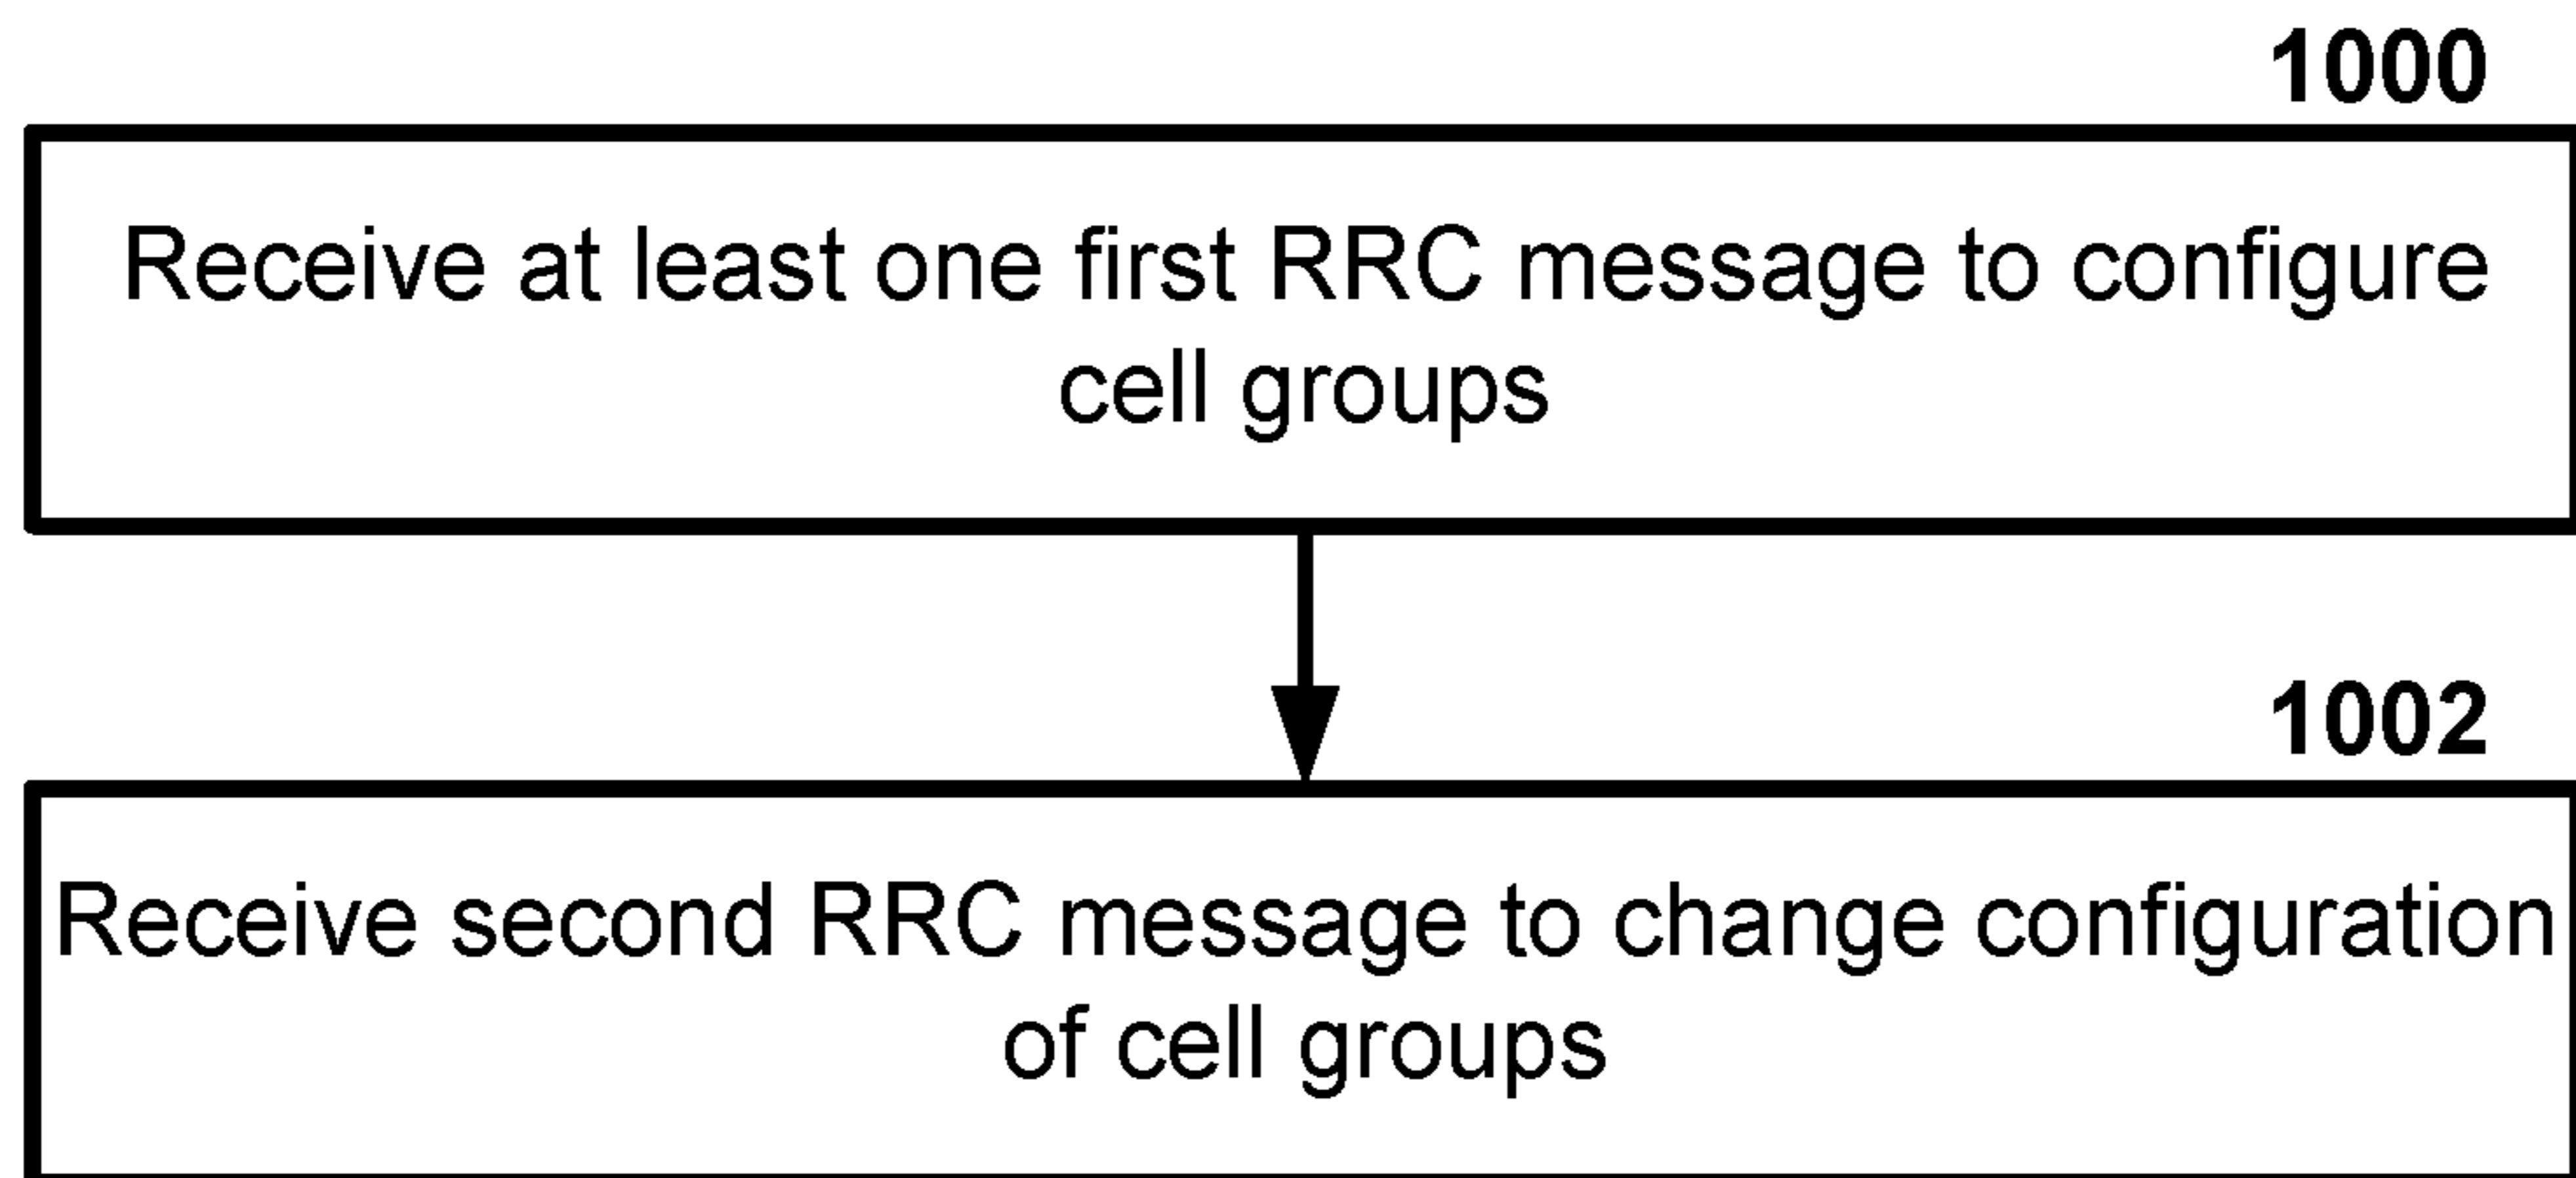 1000
Receive at least one first RRC message to configure
cell groups
1002
Receive second RRC message to change configuration
of cell groups